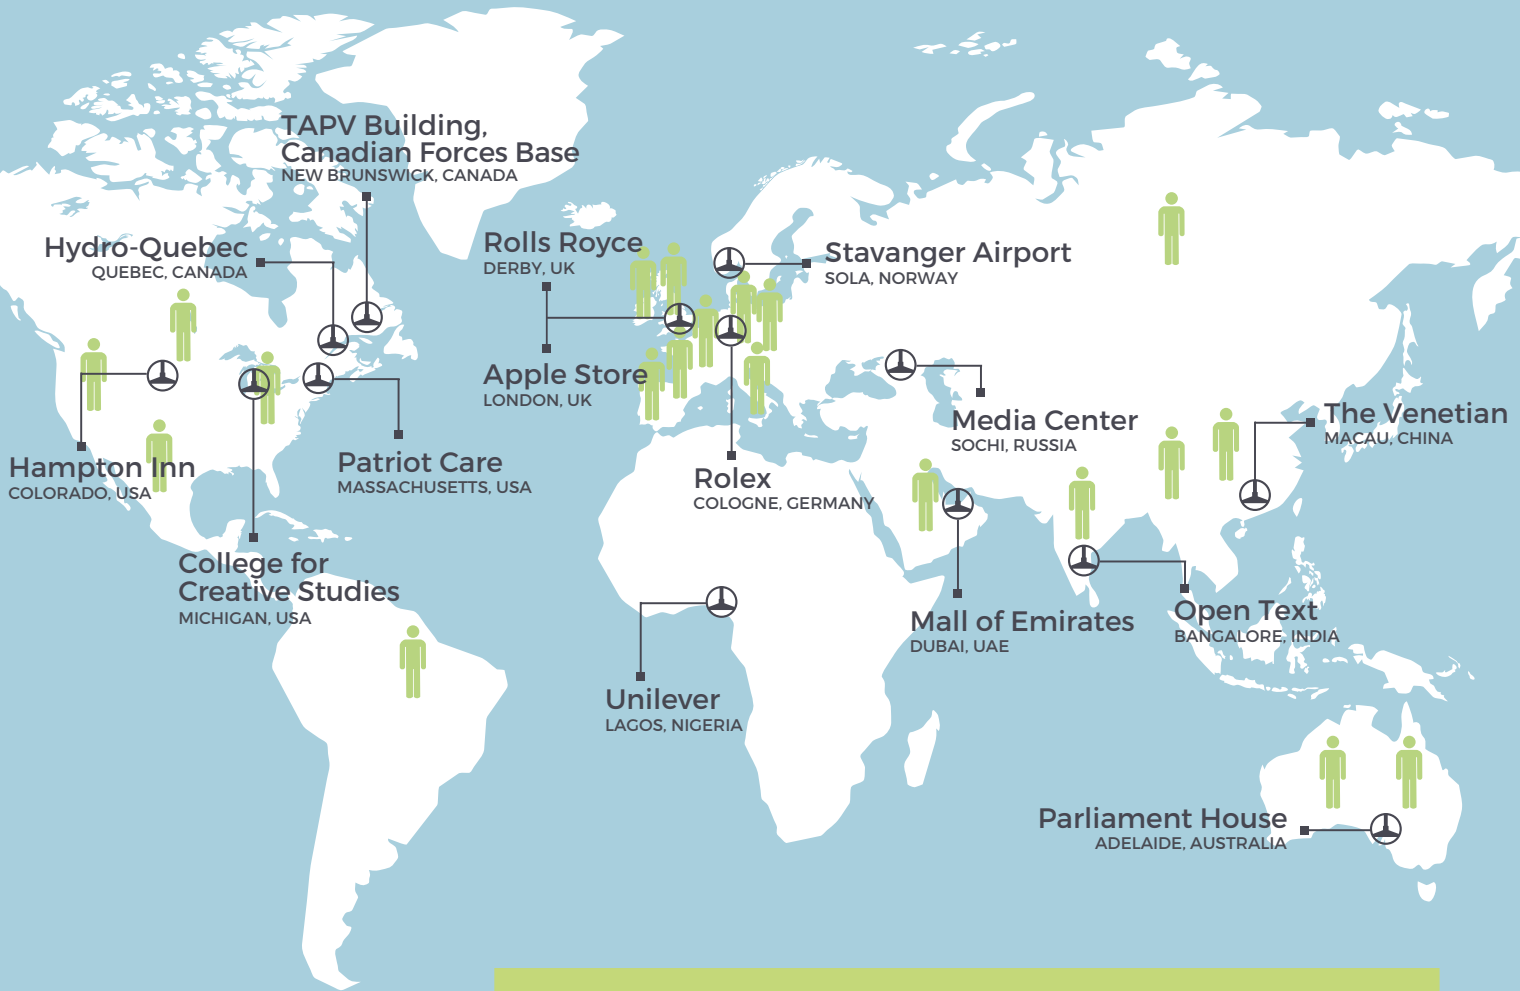 TAPV Building,
Canadian Forces Base
NEW BRUNSWICK, CANADA
Hydro-Quebec
QUEBEC, CANADA
Rolls Royce
DERBY, UK
Stavanger Airport
SOLA, NORWAY
Apple Store
LONDON, UK
Media Center
SOCHI, RUSSIA
The Venetian
MACAU, CHINA
Hampton Inn
COLORADO, USA
Patriot Care
MASSACHUSETTS, USA
Rolex
COLOGNE, GERMANY
College for
Creative Studies
MICHIGAN, USA
Mall of Emirates
DUBAI, UAE
Open Text
BANGALORE, INDIA
Unilever
LAGOS, NIGERIA
Parliament House
ADELAIDE, AUSTRALIA